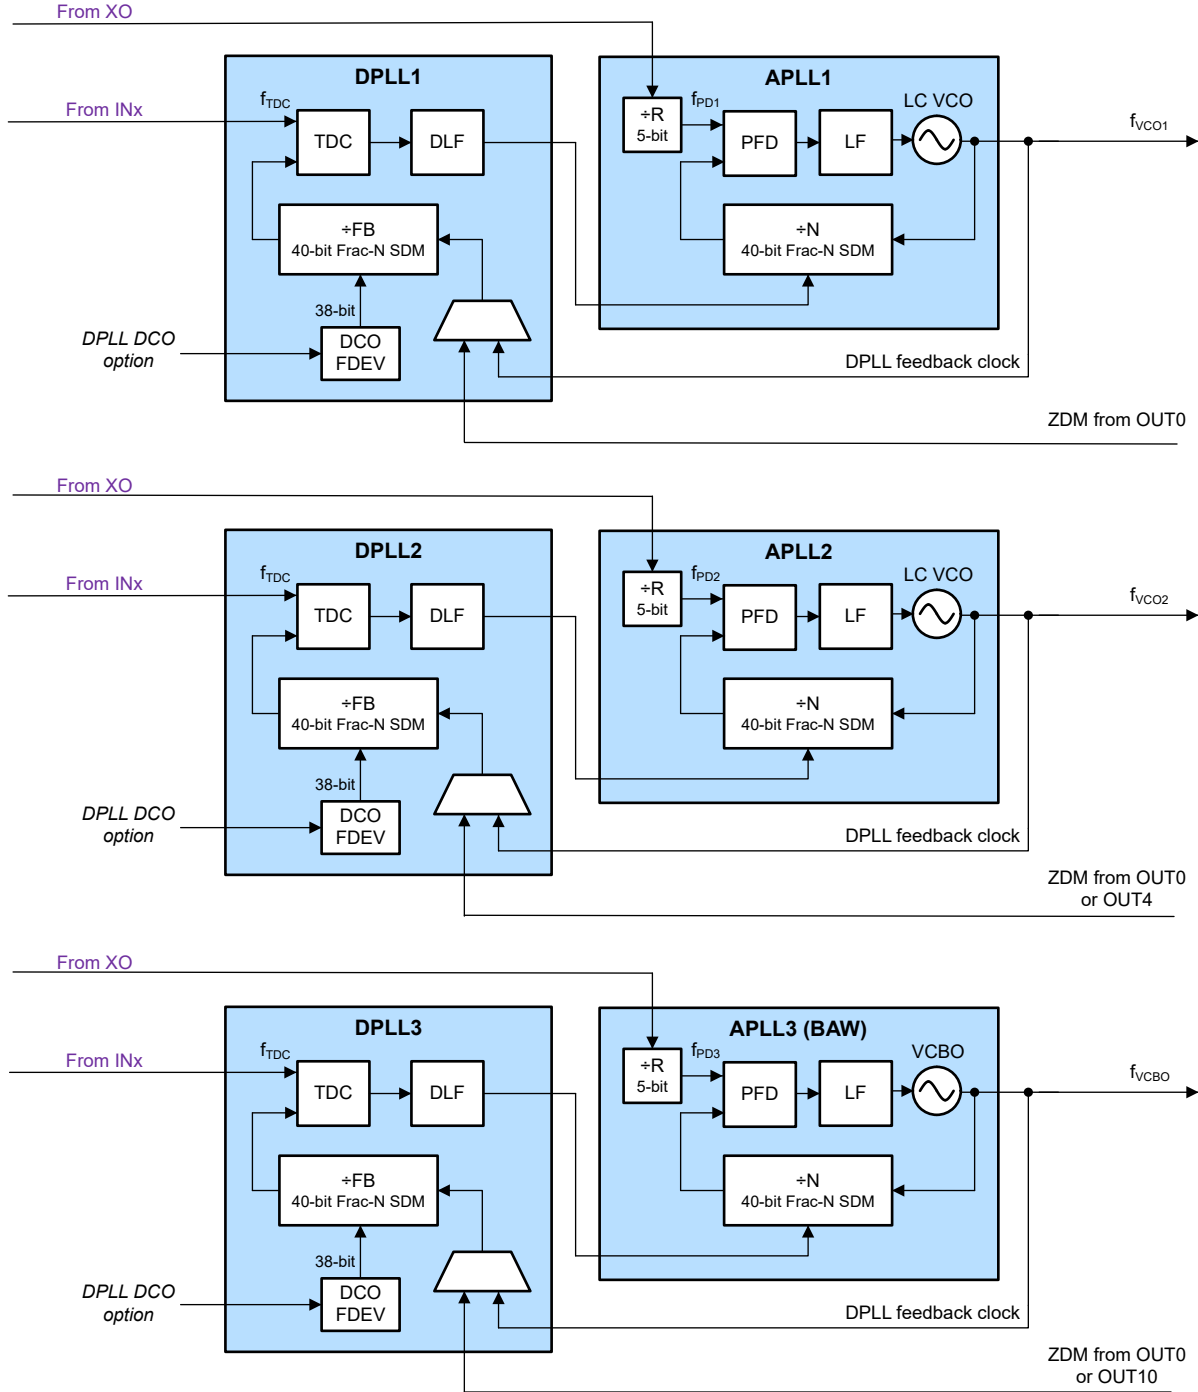 From XO
DPLL1
APLL1
From INx
fTDC
TDC
DLF
÷R
5-bit
fPD1
PFD
LF
LC VCO
fVCO1
÷FB
40-bit Frac-N SDM
÷N
40-bit Frac-N SDM
38-bit
DPLL DCO
option
DCO
FDEV
DPLL feedback clock
ZDM from OUT0
From XO
DPLL2
APLL2
From INx
fTDC
TDC
DLF
÷R
5-bit
fPD2
PFD
LF
LC VCO
fVCO2
÷FB
40-bit Frac-N SDM
÷N
40-bit Frac-N SDM
38-bit
DPLL DCO
option
DCO
FDEV
DPLL feedback clock
ZDM from OUT0
or OUT4
From XO
DPLL3
APLL3 (BAW)
From INx
fTDC
TDC
DLF
÷R
5-bit
fPD3
PFD
LF
VCBO
fVCBO
÷FB
40-bit Frac-N SDM
÷N
40-bit Frac-N SDM
38-bit
DPLL DCO
option
DCO
FDEV
DPLL feedback clock
ZDM from OUT0
or OUT10